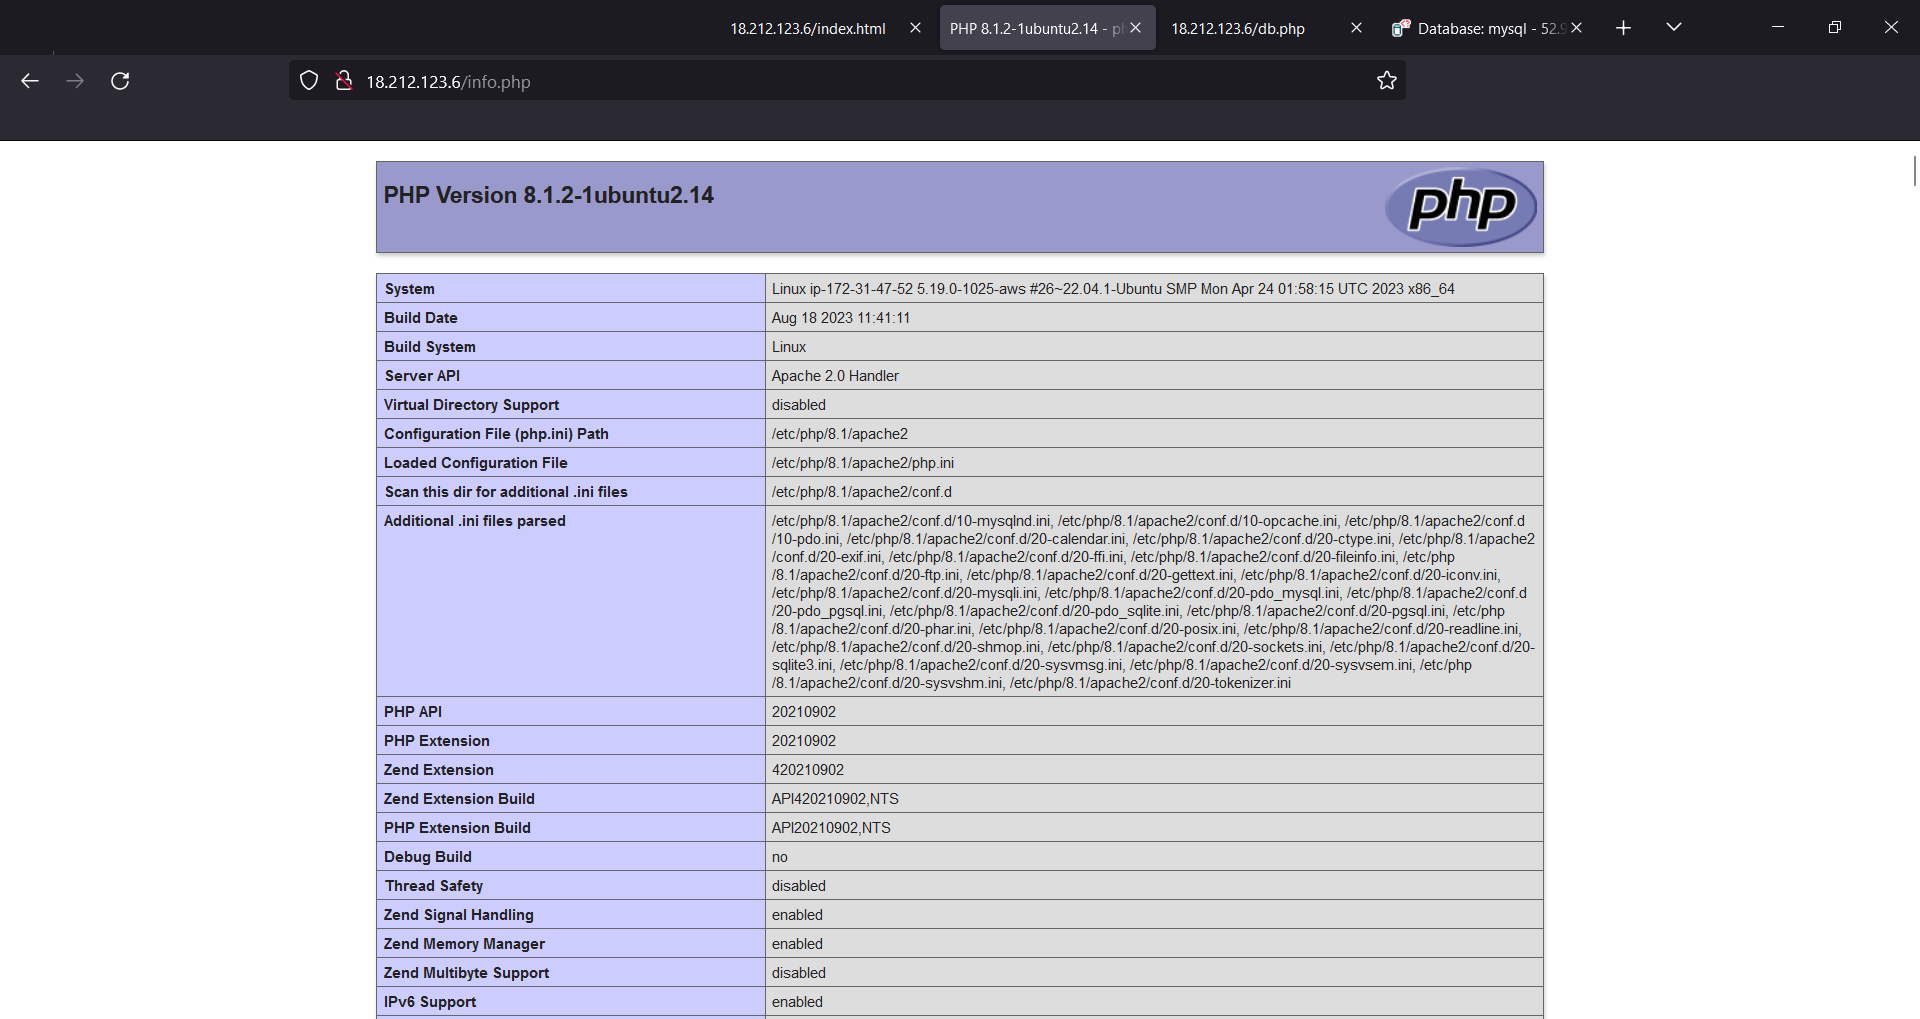 18.212.123.6/index.html
PHP 8.1.2-1ubuntu2.14 - p
18.212.123.6/db.php
Database: mysql - 52.9
18.212.123.6/info.php
PHP Version 8.1.2-1ubuntu2.14
php
System Linux ip-172-31-47-52 5.19.0-1025-aws #26~22.04.1-Ubuntu SMP Mon Apr 24 01:58:15 UTC 2023 x86_64
Build Date Aug 18 2023 11:41:11
Build System Linux
Server API Apache 2.0 Handler
Virtual Directory Support disabled
Configuration File (php.ini) Path /etc/php/8.1/apache2
Loaded Configuration File /etc/php/8.1/apache2/php.ini
Scan this dir for additional .ini files /etc/php/8.1/apache2/conf.d
Additional .ini files parsed /etc/php/8.1/apache2/conf.d/10-mysqlnd.ini, /etc/php/8.1/apache2/conf.d/10-opcache.ini, /etc/php/8.1/apache2/conf.d
/10-pdo.ini, /etc/php/8.1/apache2/conf.d/20-calendar.ini, /etc/php/8.1/apache2/conf.d/20-ctype.ini, /etc/php/8.1/apache2
/conf.d/20-exif.ini, /etc/php/8.1/apache2/conf.d/20-ffi.ini, /etc/php/8.1/apache2/conf.d/20-fileinfo.ini, /etc/php
/8.1/apache2/conf.d/20-ftp.ini, /etc/php/8.1/apache2/conf.d/20-gettext.ini, /etc/php/8.1/apache2/conf.d/20-iconv.ini,
/etc/php/8.1/apache2/conf.d/20-mysqli.ini, /etc/php/8.1/apache2/conf.d/20-pdo_mysql.ini, /etc/php/8.1/apache2/conf.d
/20-pdo_pgsql.ini, /etc/php/8.1/apache2/conf.d/20-pdo_sqlite.ini, /etc/php/8.1/apache2/conf.d/20-pgsql.ini, /etc/php
/8.1/apache2/conf.d/20-phar.ini, /etc/php/8.1/apache2/conf.d/20-posix.ini, /etc/php/8.1/apache2/conf.d/20-readline.ini,
/etc/php/8.1/apache2/conf.d/20-shmop.ini, /etc/php/8.1/apache2/conf.d/20-sockets.ini, /etc/php/8.1/apache2/conf.d/20-
sqlite3.ini, /etc/php/8.1/apache2/conf.d/20-sysvmsg.ini, /etc/php/8.1/apache2/conf.d/20-sysvsem.ini, /etc/php
/8.1/apache2/conf.d/20-sysvshm.ini, /etc/php/8.1/apache2/conf.d/20-tokenizer.ini
PHP API 20210902
PHP Extension 20210902
Zend Extension 420210902
Zend Extension Build API420210902,NTS
PHP Extension Build API20210902,NTS
Debug Build no
Thread Safety disabled
Zend Signal Handling enabled
Zend Memory Manager enabled
Zend Multibyte Support disabled
IPv6 Support enabled